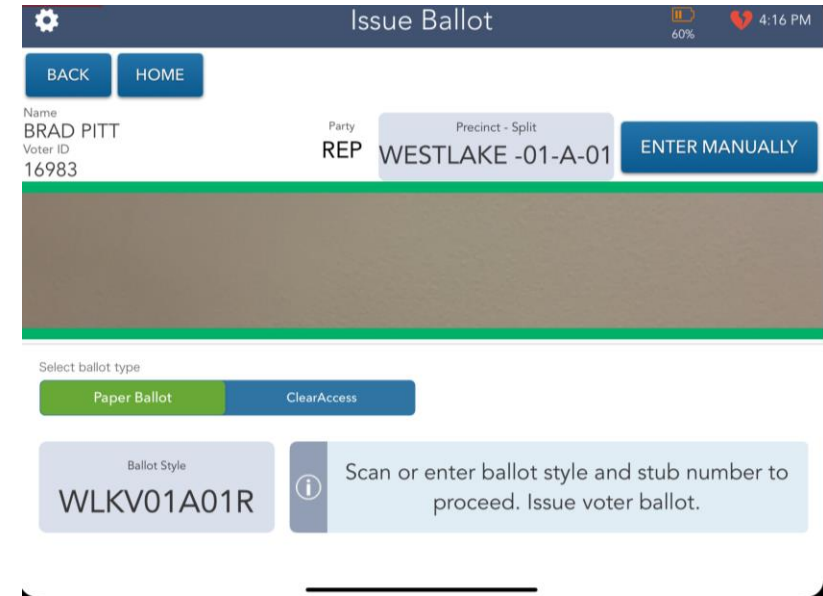 Issue Ballot
60%
4:16 PM
BACK
HOME
Name
BRAD PITT
Voter ID
16983
Party
REP
Precinct - Split
WESTLAKE -01-A-01
ENTER MANUALLY
Select ballot type
Paper Ballot
ClearAccess
Ballot Style
WLKV01A01R
Scan or enter ballot style and stub number to
proceed. Issue voter ballot.